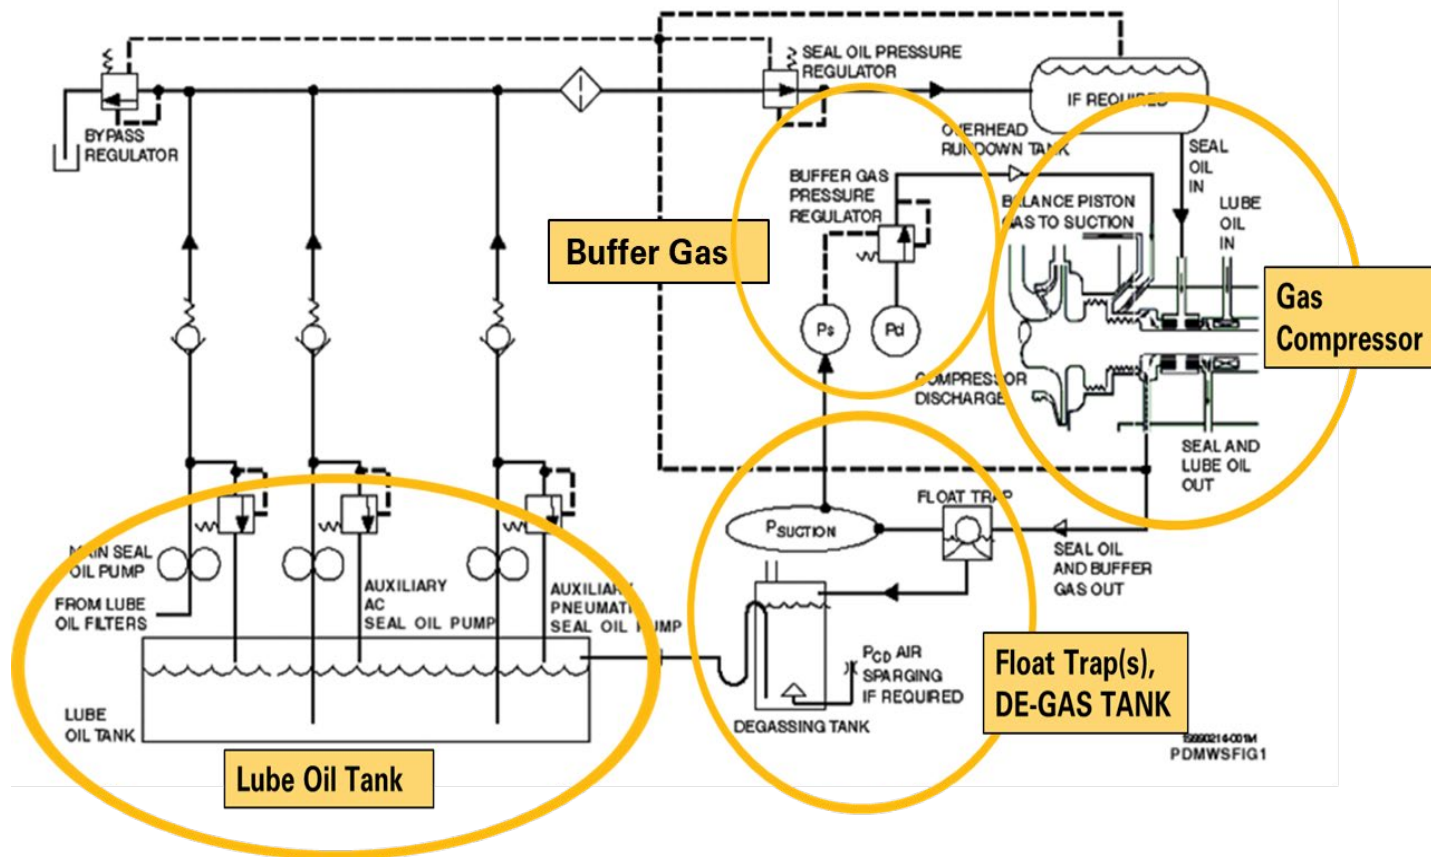 SEAL OIL PRESSURE
REGULATOR
BYPASS
REGULATOR
IF REQUIRED
OVERHEAD
RUNDOWN TANK
SEAL
OIL
IN
BUFFER GAS
PRESSURE
REGULATOR
BALANCE PISTON
GAS TO SUCTION
LUBE
OIL
IN
Buffer Gas
Gas
Compressor
Ps
Pd
COMPRESSOR
DISCHARGE
SEAL AND
LUBE OIL
OUT
FLOAT TRAP
PSUCTION
SEAL OIL
AND BUFFER
GAS OUT
MAIN SEAL
OIL PUMP
FROM LUBE
OIL FILTERS
AUXILIARY
AC
SEAL OIL PUMP
AUXILIARY
PNEUMATIC
SEAL OIL PUMP
PCD AIR
SPARGING
IF REQUIRED
DEGASSING TANK
Float Trap(s),
DE-GAS TANK
LUBE
OIL TANK
Lube Oil Tank
PDMWSFIG1